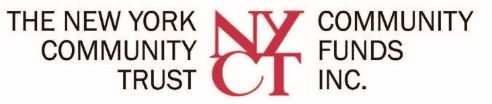 THE NEW YORK
COMMUNITY
TRUST
NY
CT
COMMUNITY
FUNDS
INC.